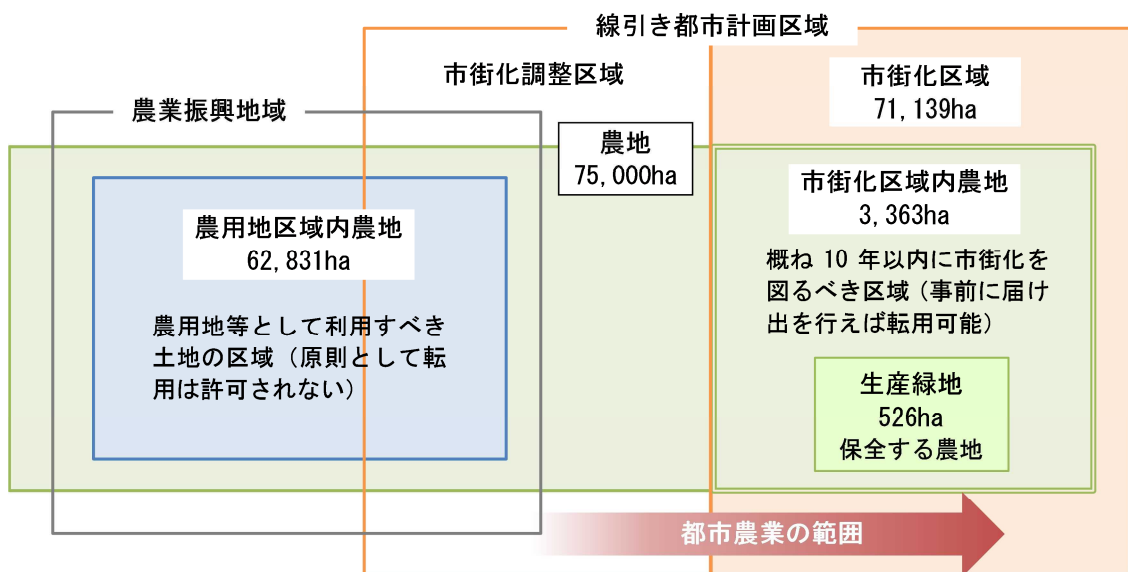 線引き都市計画区域
市街化調整区域
市街化区域
71,139ha
農業振興地域
農地
75,000ha
農用地区域内農地
62,831ha
農用地等として利用すべき
土地の区域（原則として転
用は許可されない）
市街化区域内農地
3,363ha
概ね 10 年以内に市街化を
図るべき区域（事前に届け
出を行えば転用可能）
生産緑地
526ha
保全する農地
都市農業の範囲